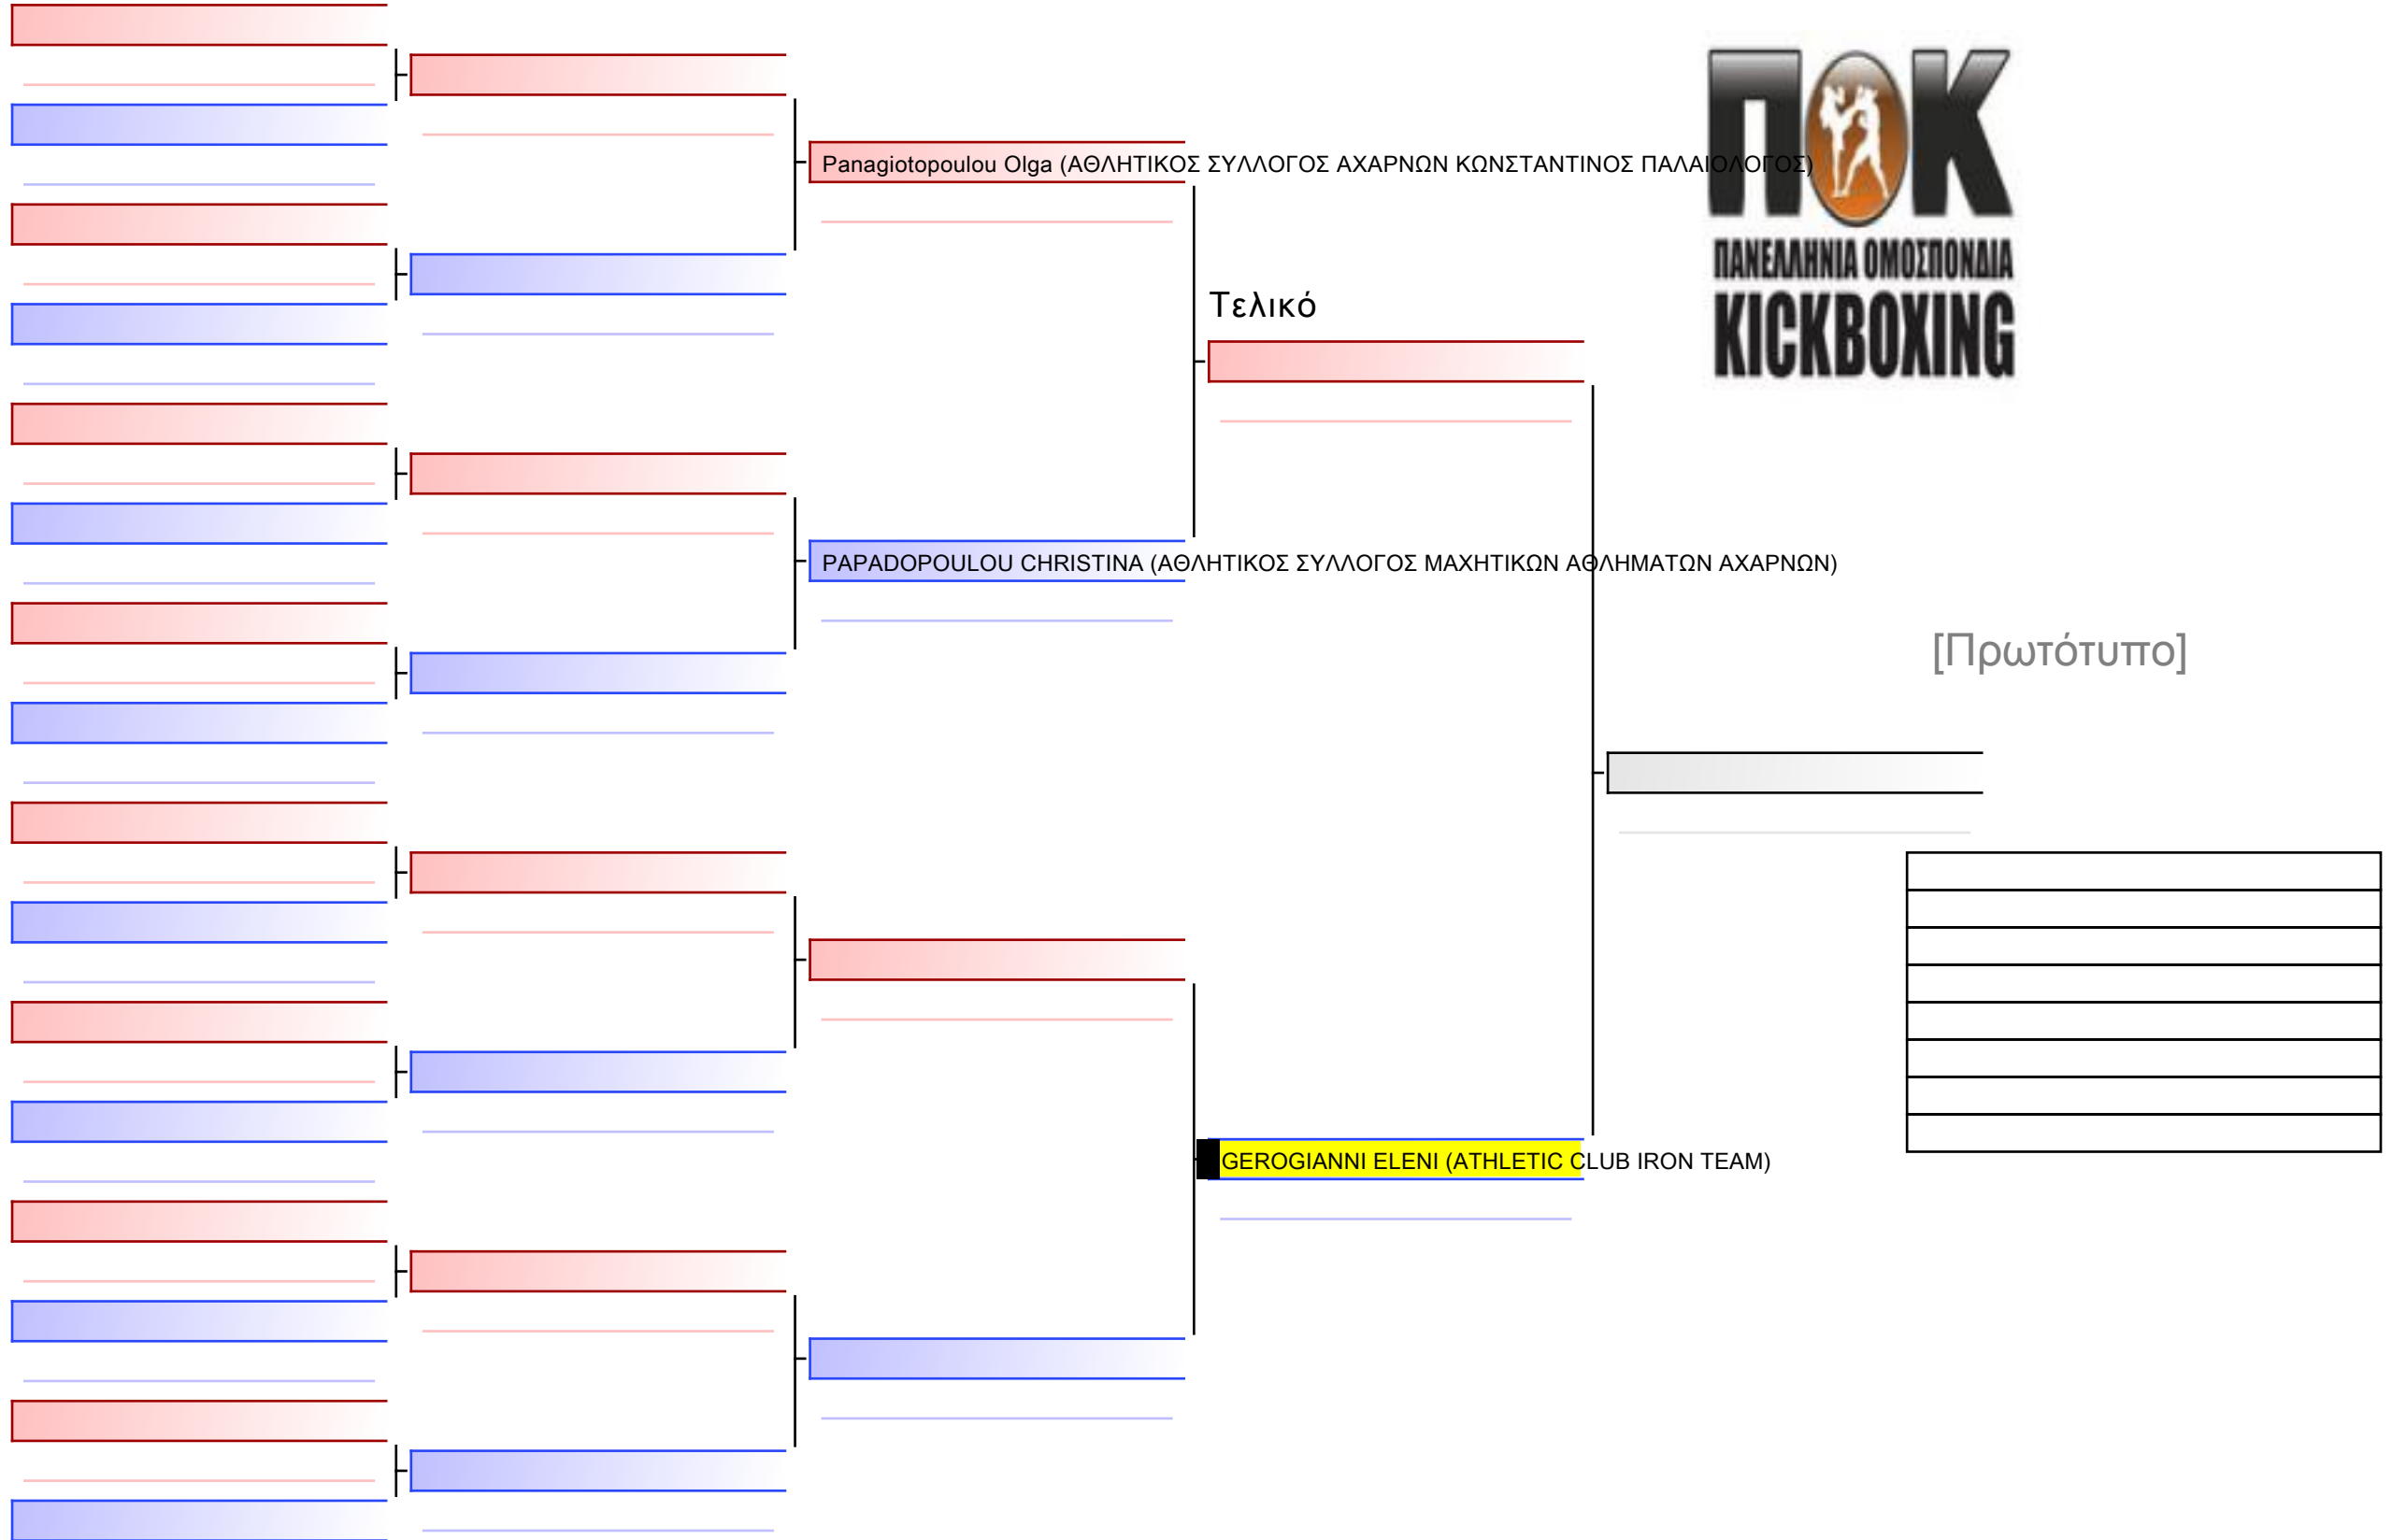 Panagiotopoulou Olga (ΑΘΛΗΤΙΚΟΣ ΣΥΛΛΟΓΟΣ ΑΧΑΡΝΩΝ ΚΩΝΣΤΑΝΤΙΝΟΣ ΠΑΛΑΙΟΛΟΓΟΣ)
ΠΟΚ
ΠΑΝΕΛΛΗΝΙΑ ΟΜΟΣΠΟΝΔΙΑ
KICKBOXING
Τελικό
PAPADOPOULOU CHRISTINA (ΑΘΛΗΤΙΚΟΣ ΣΥΛΛΟΓΟΣ ΜΑΧΗΤΙΚΩΝ ΑΘΛΗΜΑΤΩΝ ΑΧΑΡΝΩΝ)
[Πρωτότυπο]
GEROGIANNI ELENI (ATHLETIC CLUB IRON TEAM)